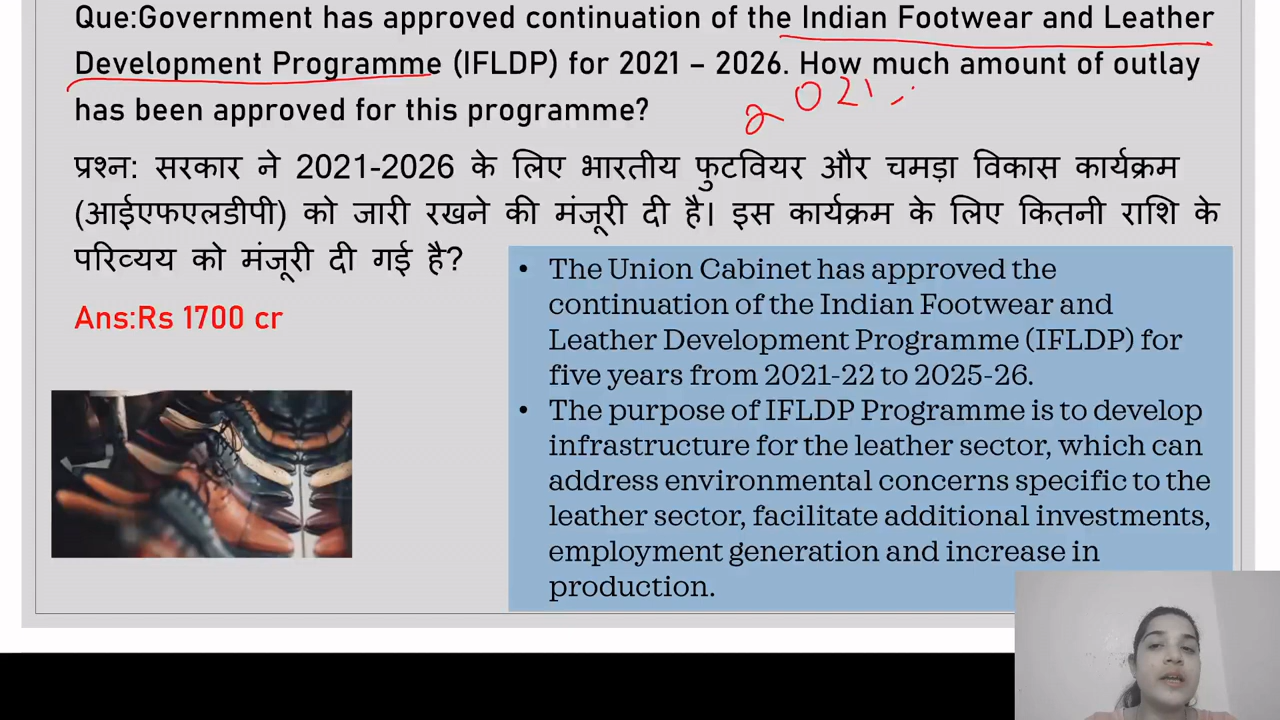 Que:Government has approved continuation of the Indian Footwear and Leather
Development Programme (IFLDP) for 2021 – 2026. How much amount of outlay
has been approved for this programme?
2021-
प्रश्न: सरकार ने 2021-2026 के लिए भारतीय फुटवियर और चमड़ा विकास कार्यक्रम
(आईएफएलडीपी) को जारी रखने की मंजूरी दी है। इस कार्यक्रम के लिए कितनी राशि के
परिव्यय को मंजूरी दी गई है?
Ans:Rs 1700 cr
• The Union Cabinet has approved the
continuation of the Indian Footwear and
Leather Development Programme (IFLDP) for
five years from 2021-22 to 2025-26.
• The purpose of IFLDP Programme is to develop
infrastructure for the leather sector, which can
address environmental concerns specific to the
leather sector, facilitate additional investments,
employment generation and increase in
production.